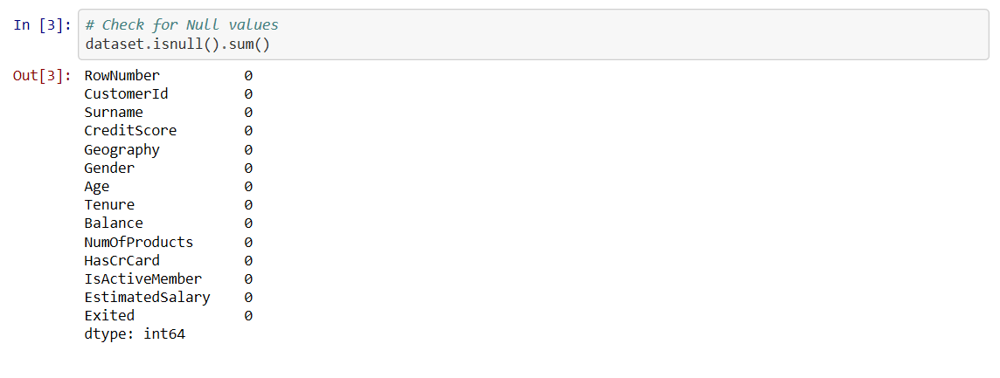 In [3]: # Check for Null values
dataset.isnull().sum()
Out[3]: RowNumber 0
CustomerId 0
Surname 0
CreditScore 0
Geography 0
Gender 0
Age 0
Tenure 0
Balance 0
NumOfProducts 0
HasCrCard 0
IsActiveMember 0
EstimatedSalary 0
Exited 0
dtype: int64